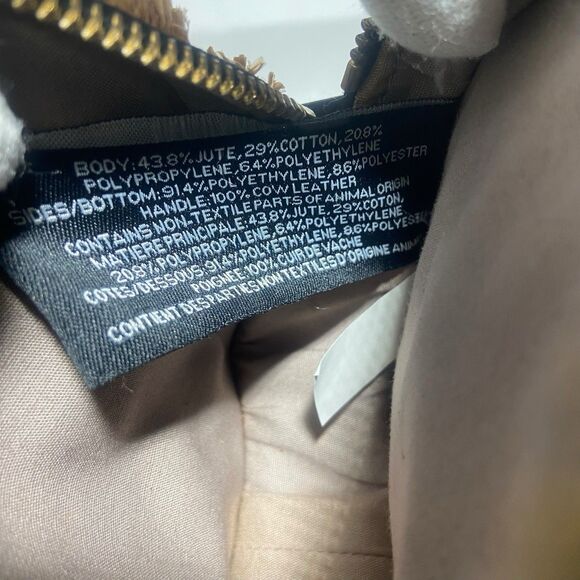 BODY: 43.8% JUTE, 29% COTTON, 20.8%
POLYPROPYLENE, 6.4% POLYETHYLENE
SIDES/BOTTOM: 91.4% POLYETHYLENE, 8.6% POLYESTER
HANDLE: 100% COW LEATHER
CONTAINS NON-TEXTILE PARTS OF ANIMAL ORIGIN
MATIERE PRINCIPALE: 43.8% JUTE, 29% COTTON,
20.8% POLYPROPYLENE, 6.4% POLYETHYLENE
COTES/DESSOUS: 91.4% POLYETHYLENE, 8.6% POLYES
POIGNEE: 100% CUIR DE VACHE
CONTIENT DES PARTIES NON TEXTILES D'ORIGINE ANIM